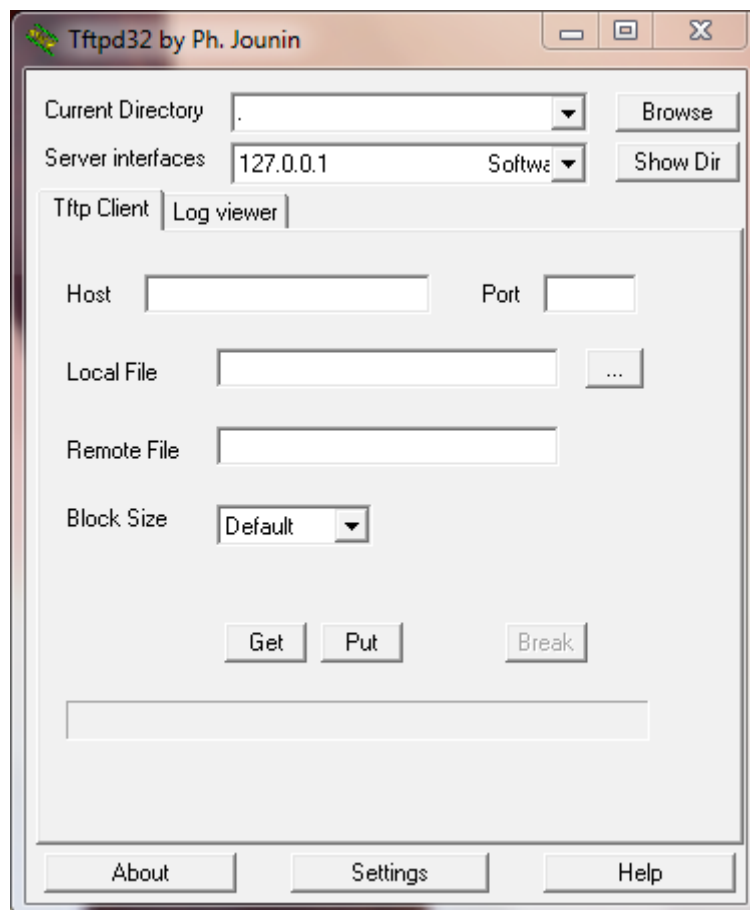 Tftpd32 by Ph. Jounin
Current Directory . Browse
Server interfaces 127.0.0.1 Softwa Show Dir
Tftp Client Log viewer
Host Port
Local File ...
Remote File
Block Size Default
Get Put Break
About Settings Help